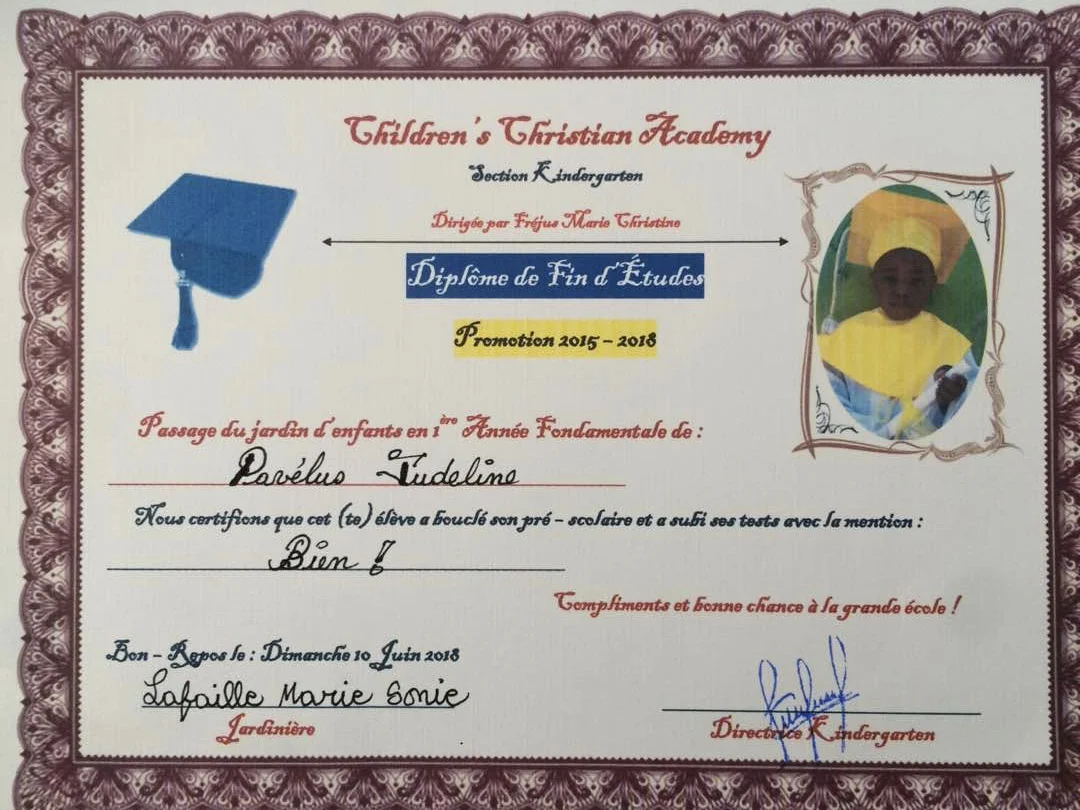 Children's Christian Academy
Section Kindergarten
Dirigée par Fréjus Marie Christine
Diplôme de Fin d'Études
Promotion 2015 – 2018
Passage du jardin d'enfants en 1ère Année Fondamentale de :
Pavélus Judeline
Nous certifions que cet (te) élève a bouclé son pré – scolaire et a subi ses tests avec la mention :
Bien !
Compliments et bonne chance à la grande école !
Bon – Repos le : Dimanche 10 Juin 2018
Lafaille Marie Sonie
Jardinière
Directrice Kindergarten